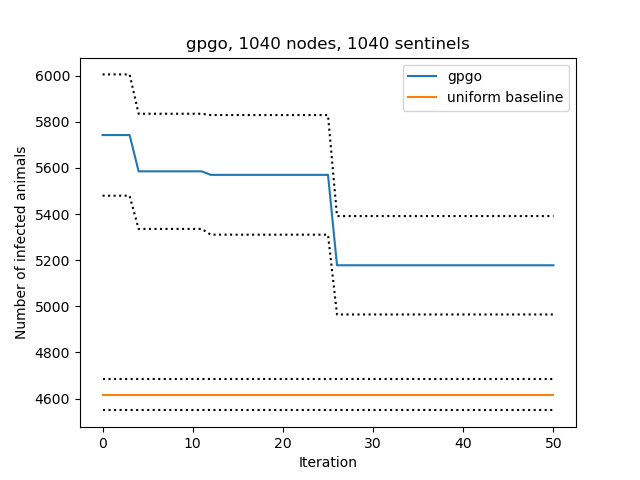 gpgo, 1040 nodes, 1040 sentinels
gpgo
uniform baseline
Number of infected animals
6000
5800
5600
5400
5200
5000
4800
4600
0 10 20 30 40 50
Iteration